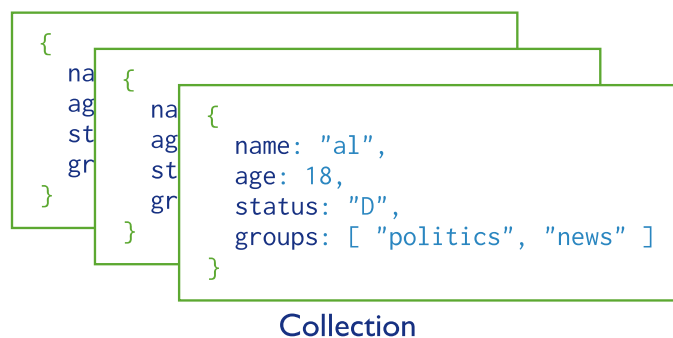 {
na
ag
st
gr
}
{
na
ag
st
gr
}
{
name: "al",
age: 18,
status: "D",
groups: [ "politics", "news" ]
}
Collection